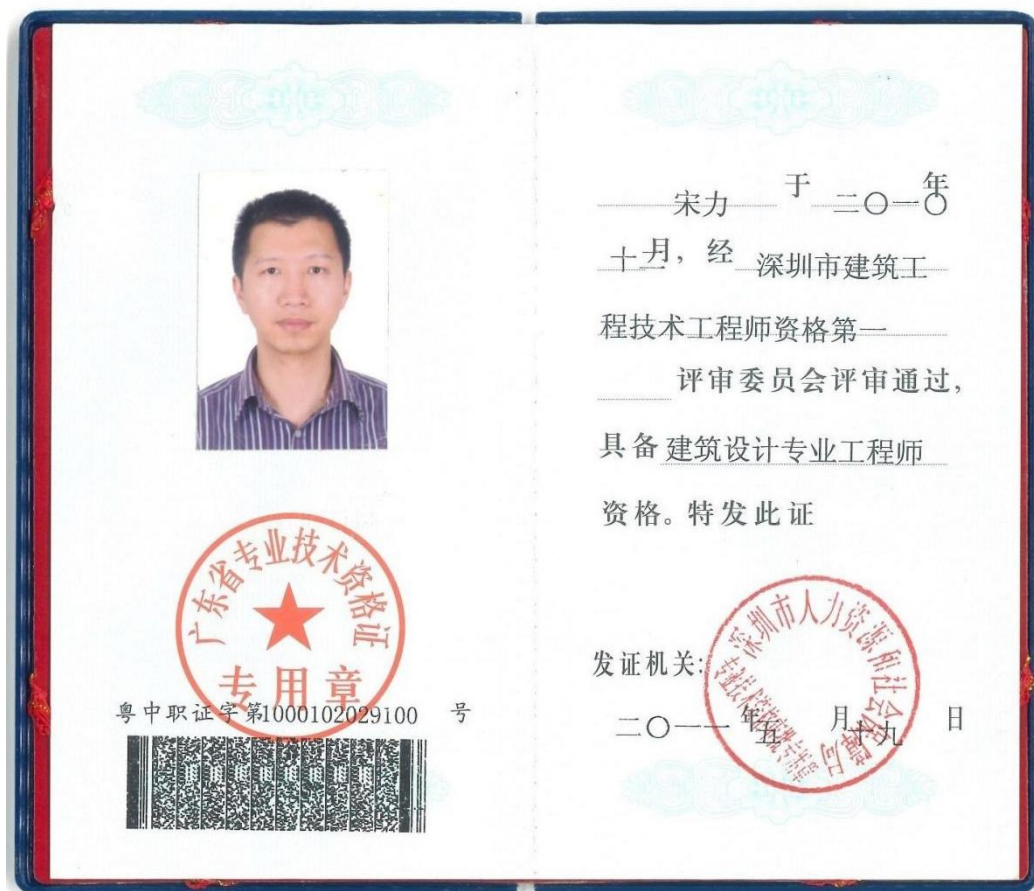 广东省专业技术资格证
专用章
粤中职证字第1000102029100 号
宋力 于 二〇一〇年
十二月，经 深圳市建筑工
程技术工程师资格第一
评审委员会评审通过，
具备 建筑设计专业工程师
资格。特发此证
发证机关：
深圳市人力资源和社会保障局
二〇一一 年五 月 九 日